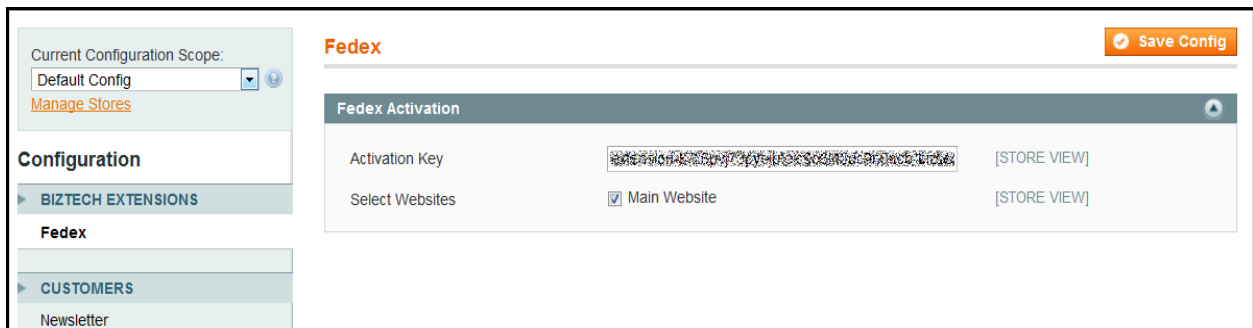 Current Configuration Scope:
Default Config
Manage Stores
Configuration
BIZTECH EXTENSIONS
Fedex
CUSTOMERS
Newsletter
Fedex
Save Config
Fedex Activation
Activation Key
[STORE VIEW]
Select Websites
Main Website
[STORE VIEW]